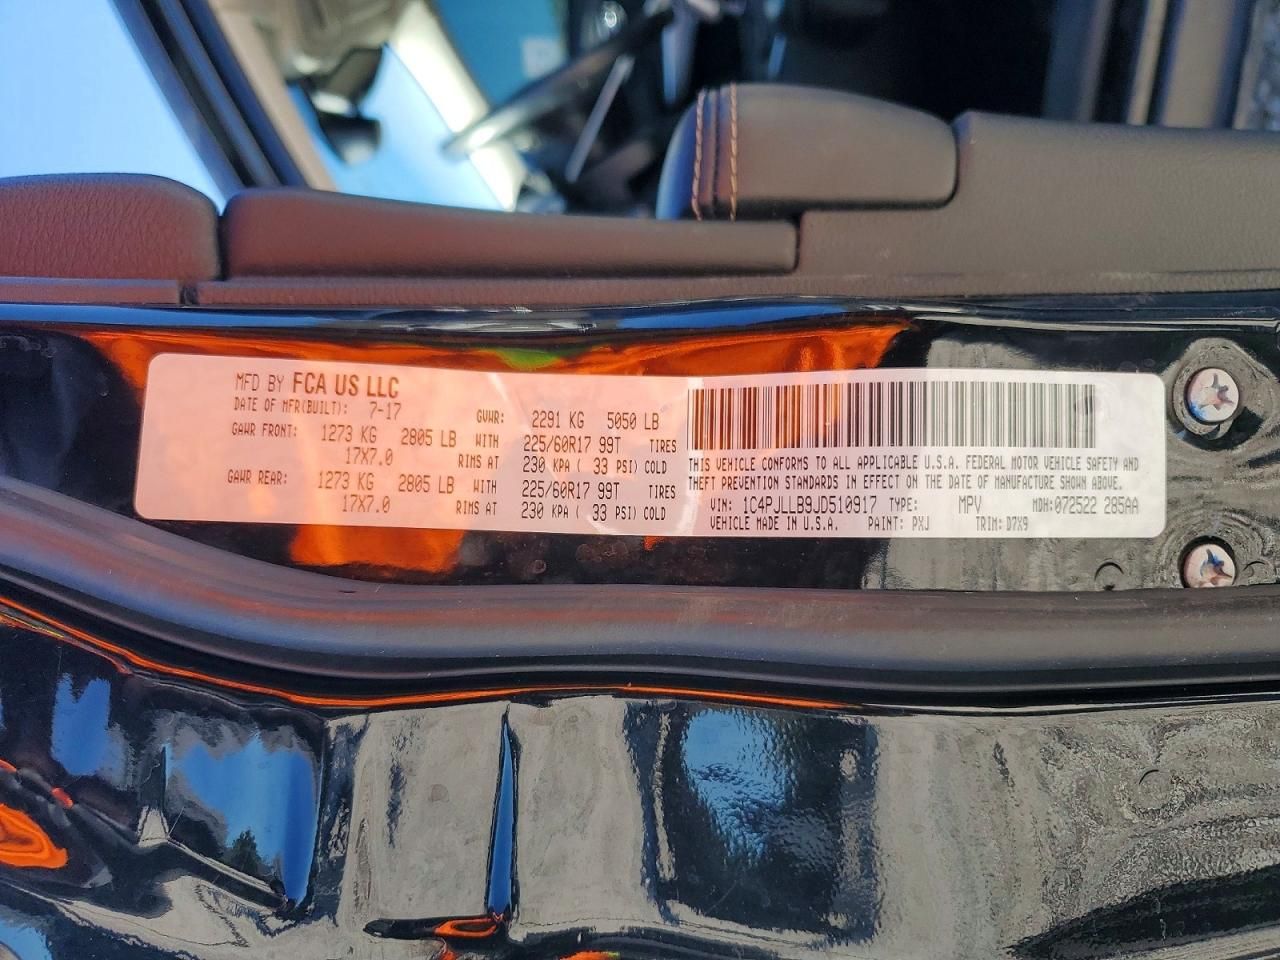 MFD BY FCA US LLC
DATE OF MFR(BUILT): 7-17 GVWR: 2291 KG 5050 LB
GAWR FRONT: 1273 KG 2805 LB WITH 225/60R17 99T TIRES
17X7.0 RIMS AT 230 KPA ( 33 PSI) COLD
GAWR REAR: 1273 KG 2805 LB WITH 225/60R17 99T TIRES
17X7.0 RIMS AT 230 KPA ( 33 PSI) COLD
THIS VEHICLE CONFORMS TO ALL APPLICABLE U.S.A. FEDERAL MOTOR VEHICLE SAFETY AND
THEFT PREVENTION STANDARDS IN EFFECT ON THE DATE OF MANUFACTURE SHOWN ABOVE.
VIN: 1C4PJLLB9JD510917 TYPE: MPV MDH:072522 285AA
VEHICLE MADE IN U.S.A. PAINT: PXJ TRIM: D7X9